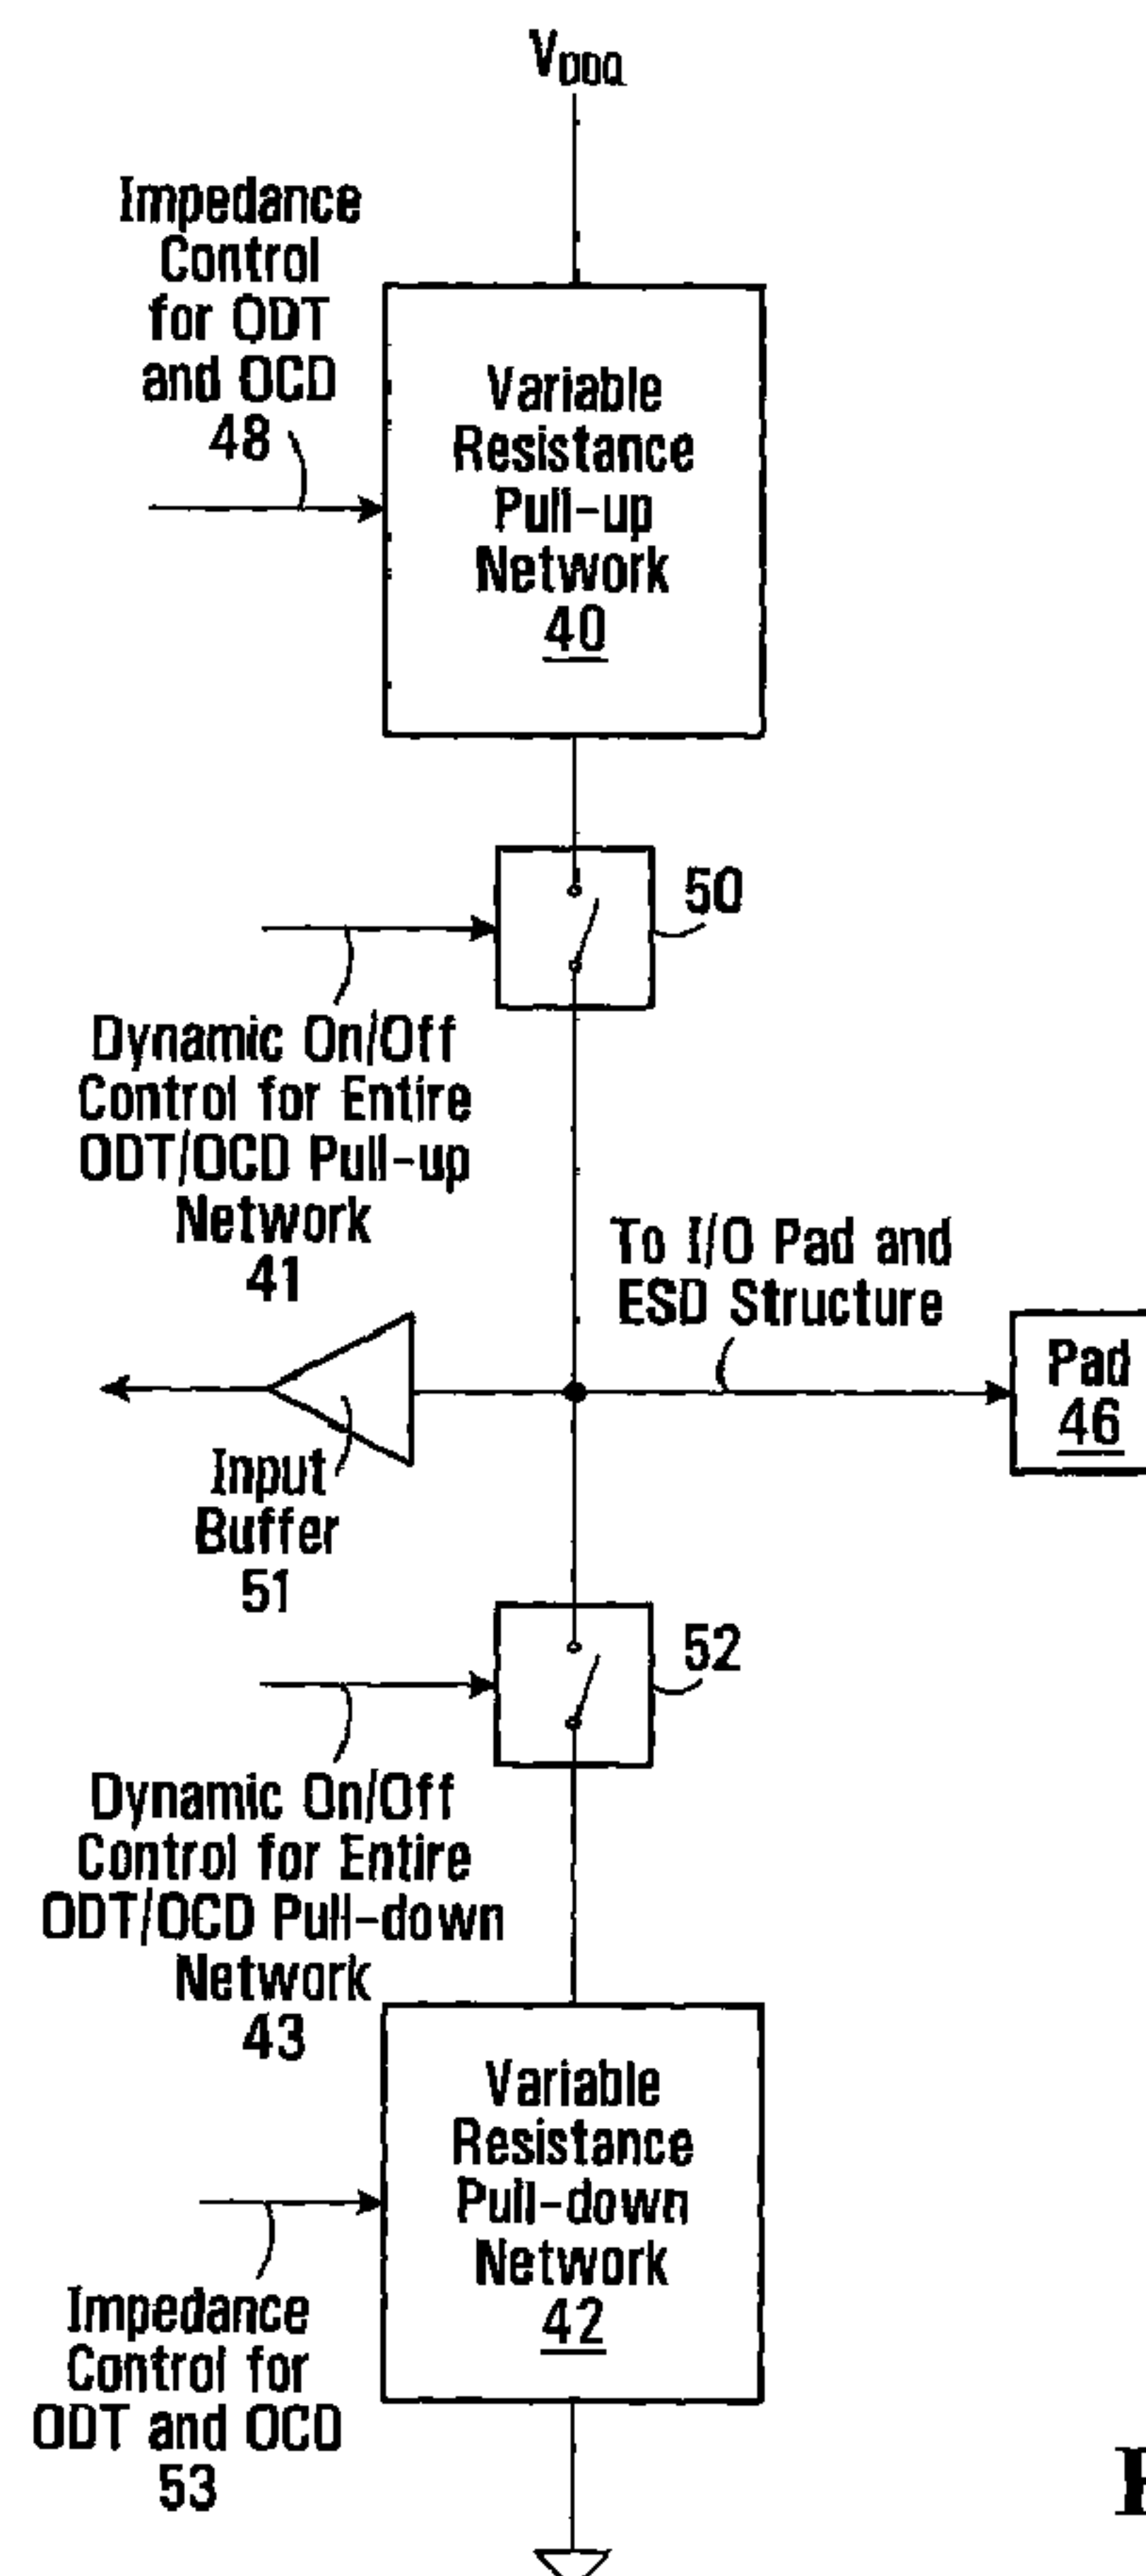 VDDQ
Impedance
Control
for ODT
and OCD
48
Variable
Resistance
Pull-up
Network
40
50
Dynamic On/Off
Control for Entire
ODT/OCD Pull-up
Network
41
To I/O Pad and
ESD Structure
Pad
46
Input
Buffer
51
52
Dynamic On/Off
Control for Entire
ODT/OCD Pull-down
Network
43
Variable
Resistance
Pull-down
Network
42
Impedance
Control for
ODT and OCD
53